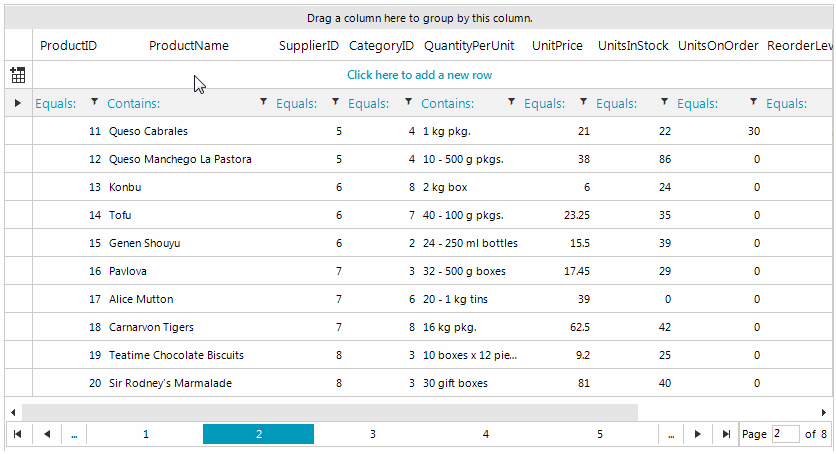 Drag a column here to group by this column.
ProductID ProductName SupplierID CategoryID QuantityPerUnit UnitPrice UnitsInStock UnitsOnOrder ReorderLev
Click here to add a new row
Equals: Contains: Equals: Equals: Contains: Equals: Equals: Equals: Equals:
11 Queso Cabrales 5 4 1 kg pkg. 21 22 30
12 Queso Manchego La Pastora 5 4 10 - 500 g pkgs. 38 86 0
13 Konbu 6 8 2 kg box 6 24 0
14 Tofu 6 7 40 - 100 g pkgs. 23.25 35 0
15 Genen Shouyu 6 2 24 - 250 ml bottles 15.5 39 0
16 Pavlova 7 3 32 - 500 g boxes 17.45 29 0
17 Alice Mutton 7 6 20 - 1 kg tins 39 0 0
18 Carnarvon Tigers 7 8 16 kg pkg. 62.5 42 0
19 Teatime Chocolate Biscuits 8 3 10 boxes x 12 pie... 9.2 25 0
20 Sir Rodney's Marmalade 8 3 30 gift boxes 81 40 0
... 1 2 3 4 5 ... Page 2 of 8